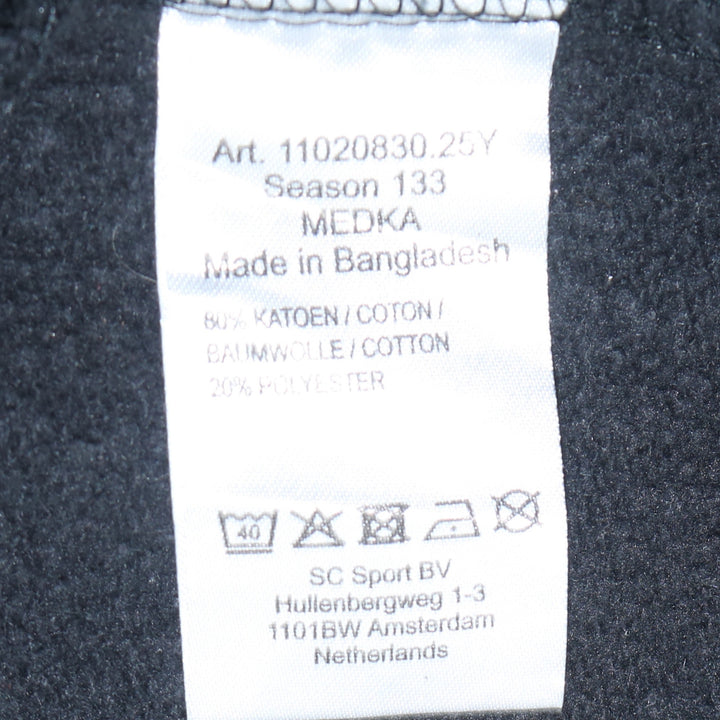 Art. 11020830.25Y
Season 133
MEDKA
Made in Bangladesh
80% KATOEN / COTON /
BAUMWOLLE / COTTON
20% POLYESTER
40
SC Sport BV
Hullenbergweg 1-3
1101BW Amsterdam
Netherlands